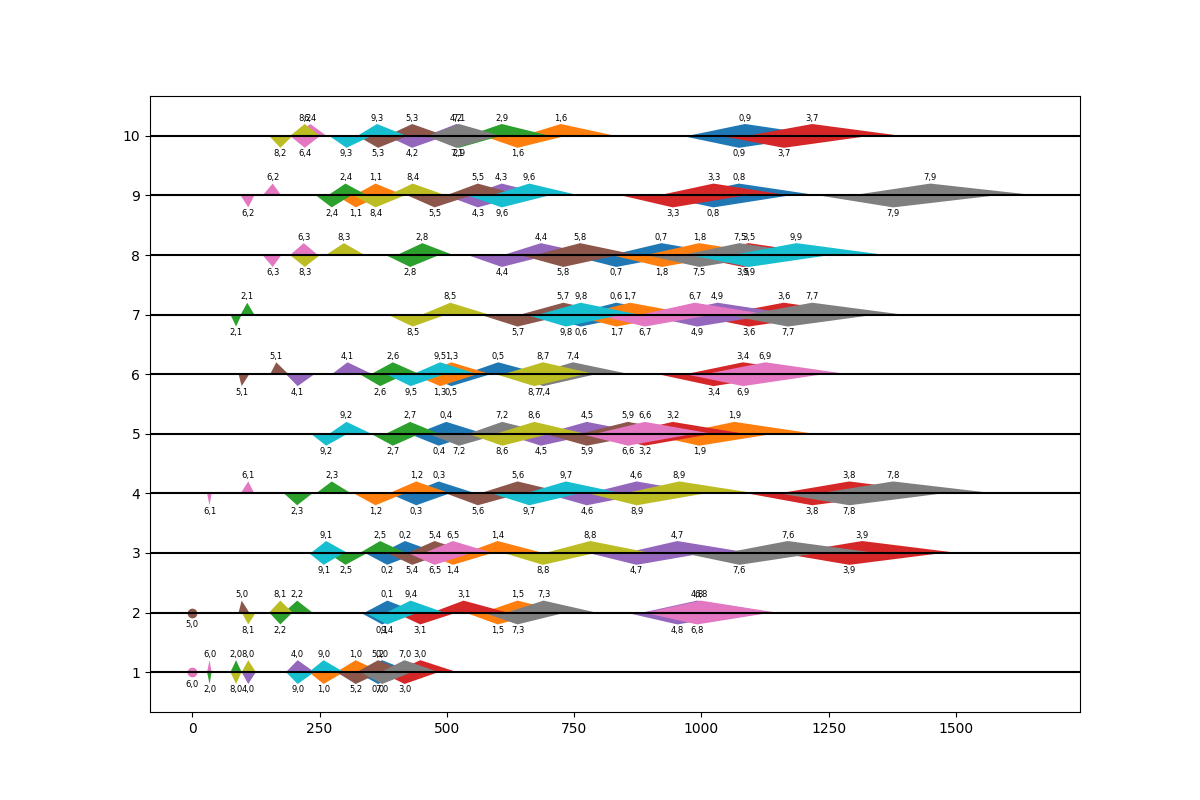 8,6 2,4 9,3 5,3 4,2 7,1 2,9 1,6 0,9 3,7
10
8,2 6,4 9,3 5,3 4,2 2,9 1,6 0,9 3,7
6,2 2,4 1,1 8,4 5,5 4,3 9,6 3,3 0,8 7,9
9
6,2 2,4 1,1 8,4 5,5 4,3 9,6 3,3 0,8 7,9
6,3 8,3 2,8 4,4 5,8 0,7 1,8 7,5 3,5 9,9
8
6,3 8,3 2,8 4,4 5,8 0,7 1,8 7,5 9,9
2,1 8,5 5,7 9,8 0,6 1,7 6,7 4,9 3,6 7,7
7
2,1 8,5 5,7 9,8 0,6 1,7 6,7 4,9 3,6 7,7
5,1 4,1 2,6 9,5 1,3 0,5 8,7 7,4 3,4 6,9
6
5,1 4,1 2,6 9,5 1,3 0,5 8,7 7,4 3,4 6,9
9,2 2,7 0,4 7,2 8,6 4,5 5,9 6,6 3,2 1,9
5
9,2 2,7 0,4 7,2 8,6 4,5 5,9 6,6 3,2 1,9
6,1 2,3 1,2 0,3 5,6 9,7 4,6 8,9 3,8 7,8
4
6,1 2,3 1,2 0,3 5,6 9,7 4,6 8,9 3,8 7,8
9,1 2,5 0,2 5,4 6,5 1,4 8,8 4,7 7,6 3,9
3
9,1 2,5 0,2 5,4 6,5 1,4 8,8 4,7 7,6 3,9
5,0 8,1 2,2 0,1 9,4 3,1 1,5 7,3 4,8 6,8
2
5,0 8,1 2,2 0,1 9,4 3,1 1,5 7,3 4,8 6,8
6,0 2,0 8,0 4,0 9,0 1,0 5,2 0,0 7,0 3,0
1
6,0 2,0 8,0 4,0 9,0 1,0 5,2 0,0 7,0 3,0
0 250 500 750 1000 1250 1500